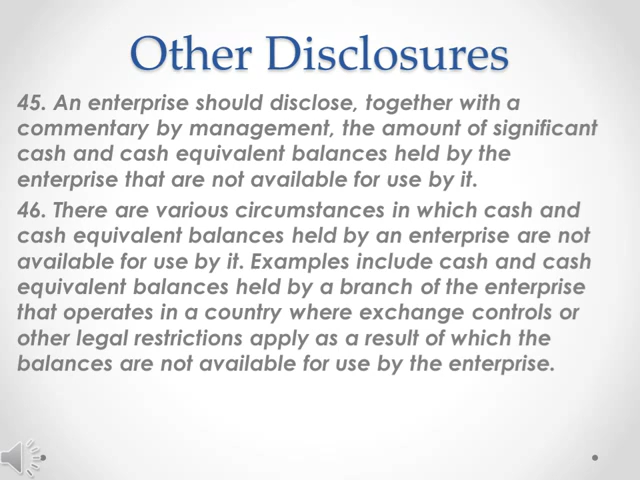 Other Disclosures
45. An enterprise should disclose, together with a
commentary by management, the amount of significant
cash and cash equivalent balances held by the
enterprise that are not available for use by it.
46. There are various circumstances in which cash and
cash equivalent balances held by an enterprise are not
available for use by it. Examples include cash and cash
equivalent balances held by a branch of the enterprise
that operates in a country where exchange controls or
other legal restrictions apply as a result of which the
balances are not available for use by the enterprise.